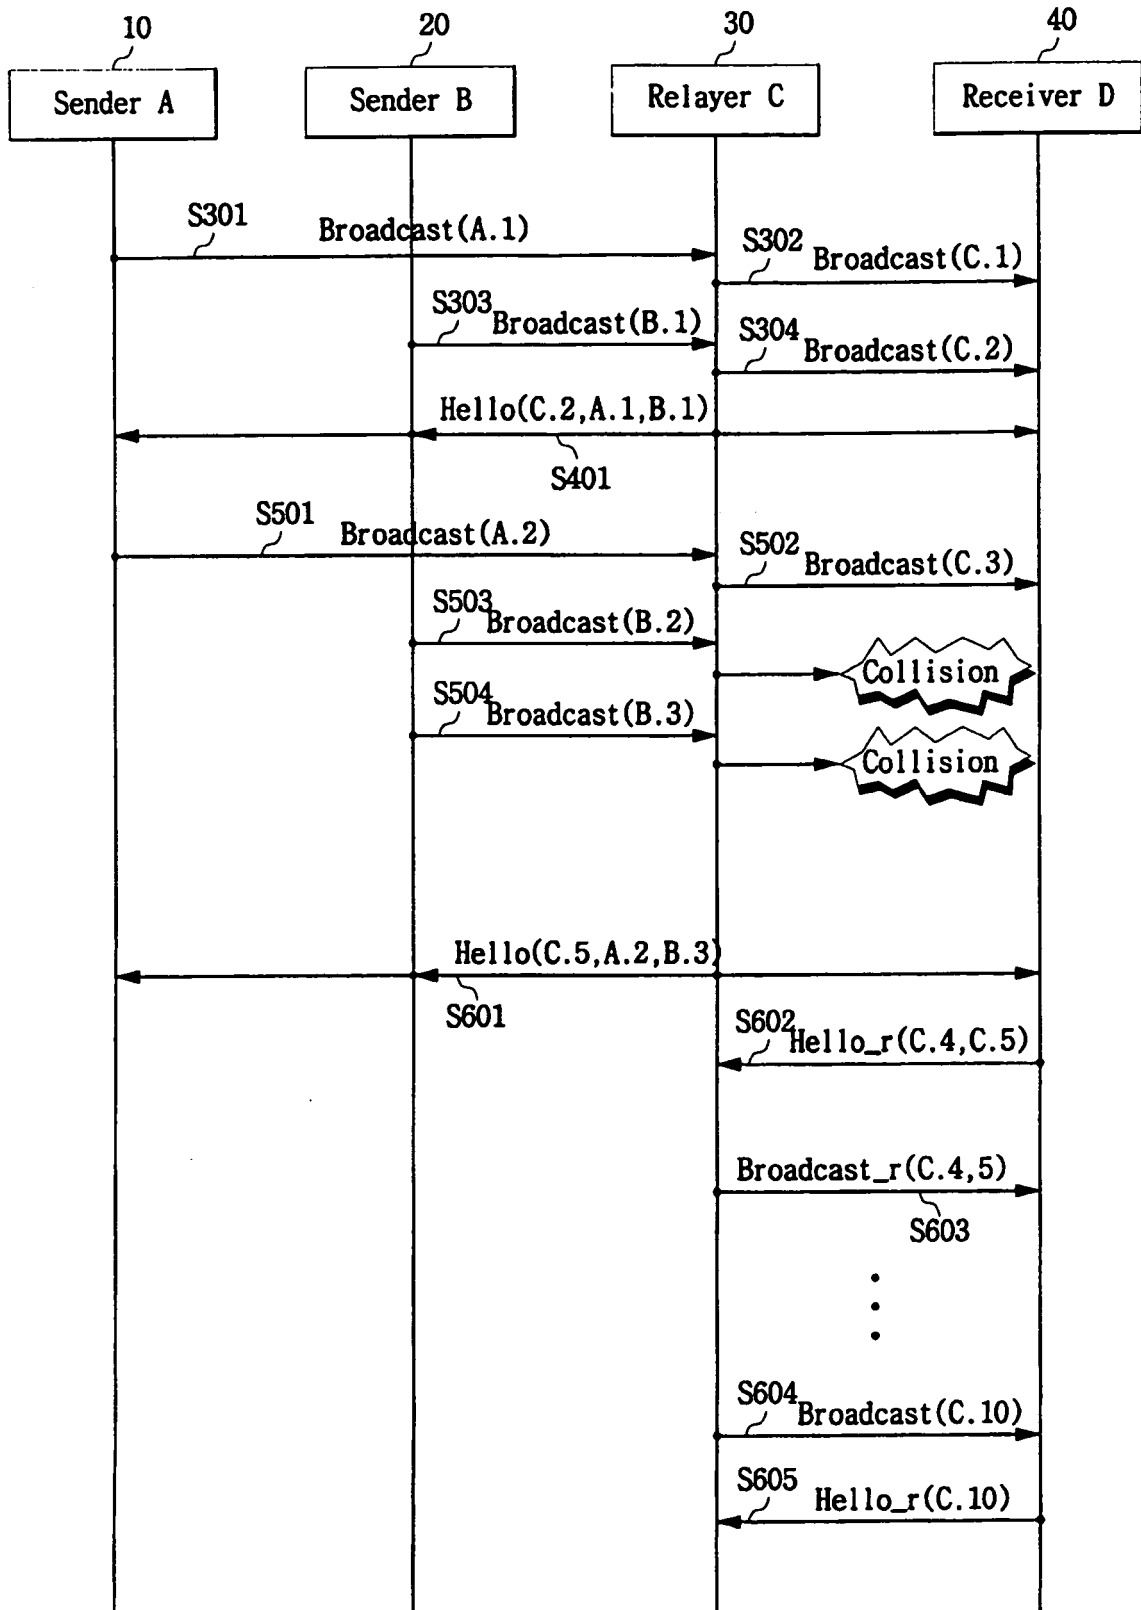 10
20
30
40
Sender A
Sender B
Relayer C
Receiver D
S301
Broadcast(A.1)
S302
Broadcast(C.1)
S303
Broadcast(B.1)
S304
Broadcast(C.2)
Hello(C.2,A.1,B.1)
S401
S501
Broadcast(A.2)
S502
Broadcast(C.3)
S503
Broadcast(B.2)
Collision
S504
Broadcast(B.3)
Collision
Hello(C.5,A.2,B.3)
S601
S602
Hello_r(C.4,C.5)
Broadcast_r(C.4,5)
S603
S604
Broadcast(C.10)
S605
Hello_r(C.10)